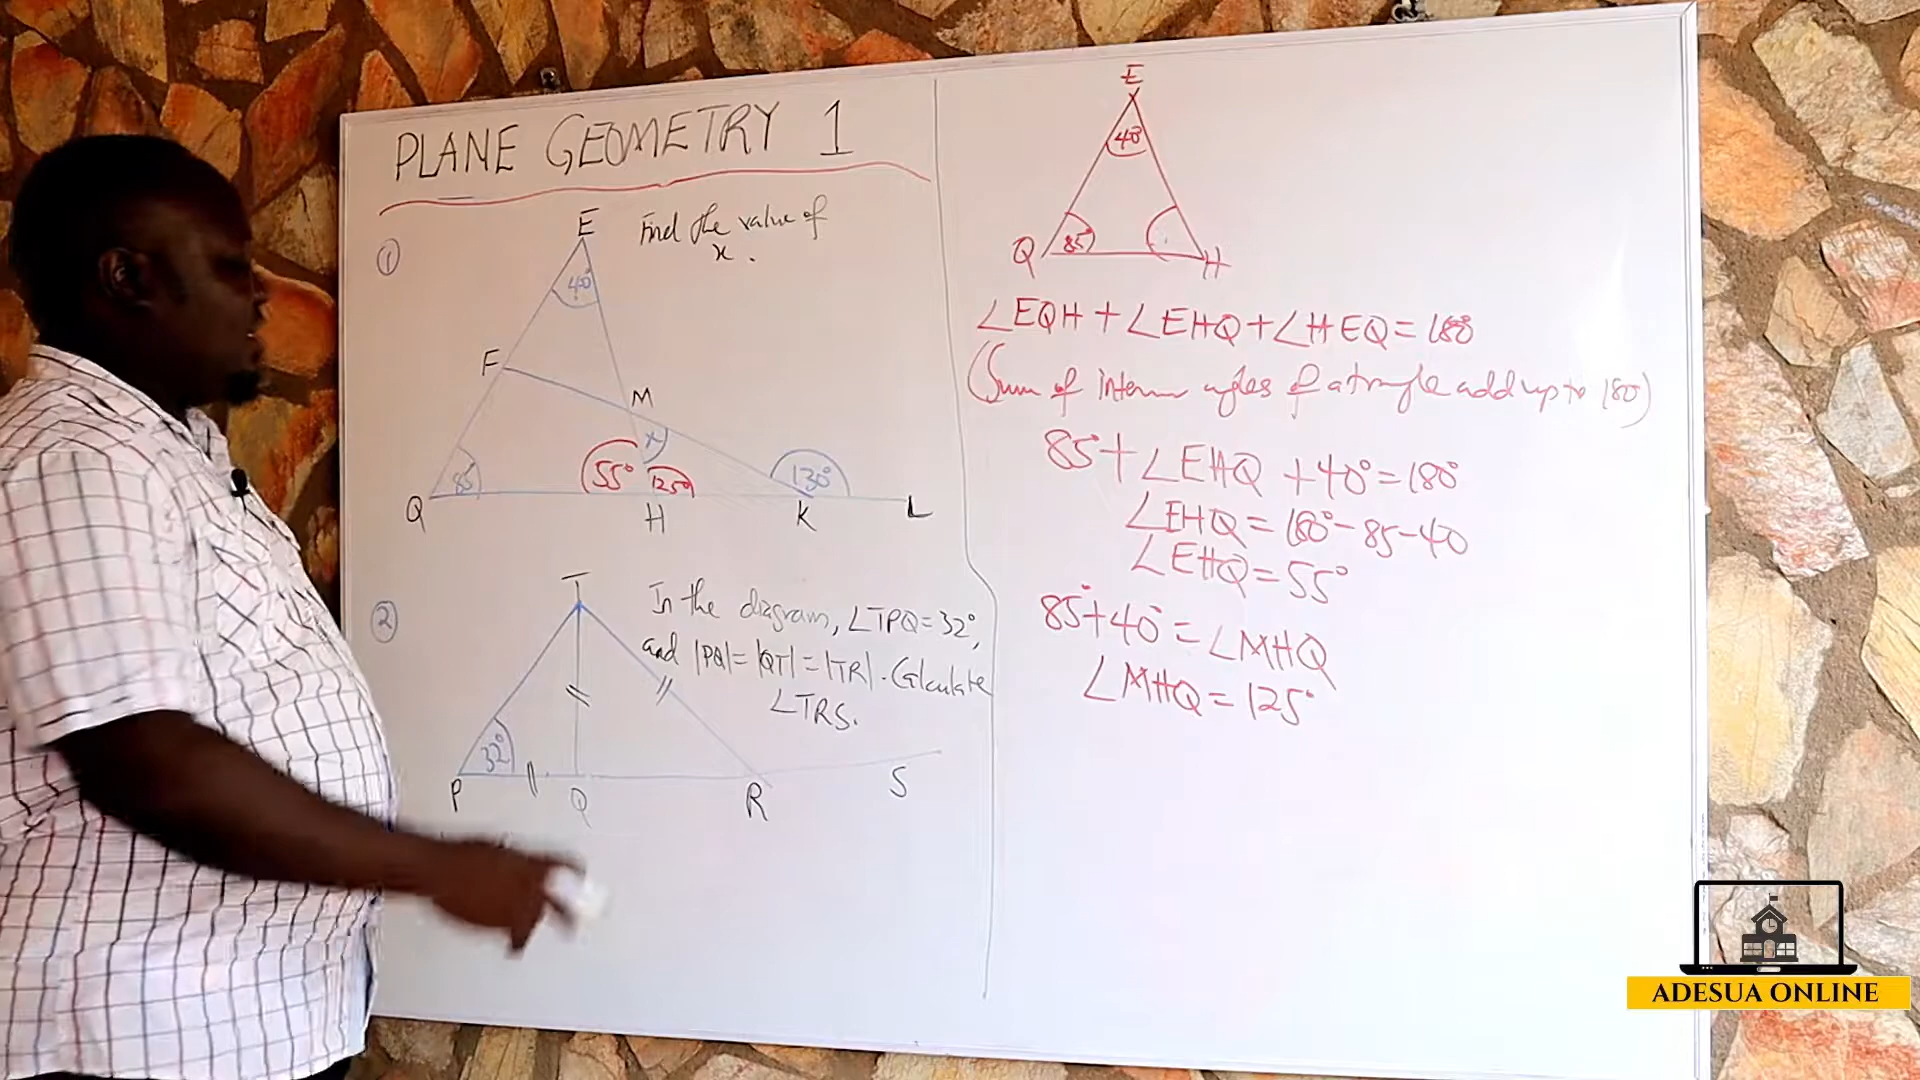 PLANE GEOMETRY 1
①
Find the value of
x.
E
40°
F
M
x
85°
55°
125°
130°
Q
H
K
L
②
In the diagram, ∠TPQ = 32°,
and |PQ| = |QT| = |TR|. Calculate
∠TRS.
T
32°
P
Q
R
S
E
40°
Q
85°
H
∠EQH + ∠EHQ + ∠HEQ = 180°
(Sum of interior angles of a triangle add up to 180)
85 + ∠EHQ + 40° = 180°
∠EHQ = 180° - 85 - 40
∠EHQ = 55°
85° + 40° = ∠MHQ
∠MHQ = 125°
ADESUA ONLINE